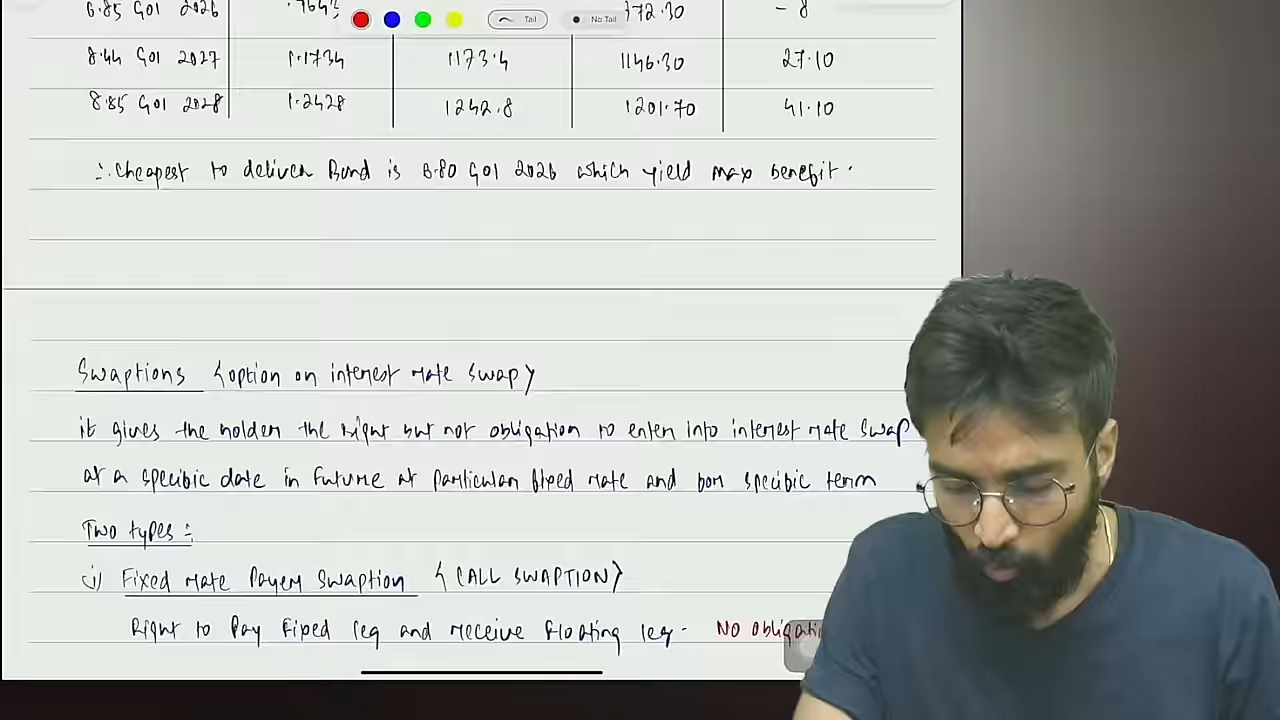 6.85 GOI 2026 .7643 772.30 - 8
Tail No Tail
8.44 GOI 2027 1.1734 1173.4 1146.30 27.10
8.85 GOI 2028 1.2428 1242.8 1201.70 41.10
∴ Cheapest to deliver Bond is 6.80 GOI 2026 which yield max benefit.
Swaptions {option on interest rate swap}
it gives the holder the right but not obligation to enter into interest rate swap
at a specific date in future at particular fixed rate and for specific term
Two types:
i) Fixed rate Payer Swaption {CALL SWAPTION}
Right to pay fixed leg and receive floating leg. NO obligati